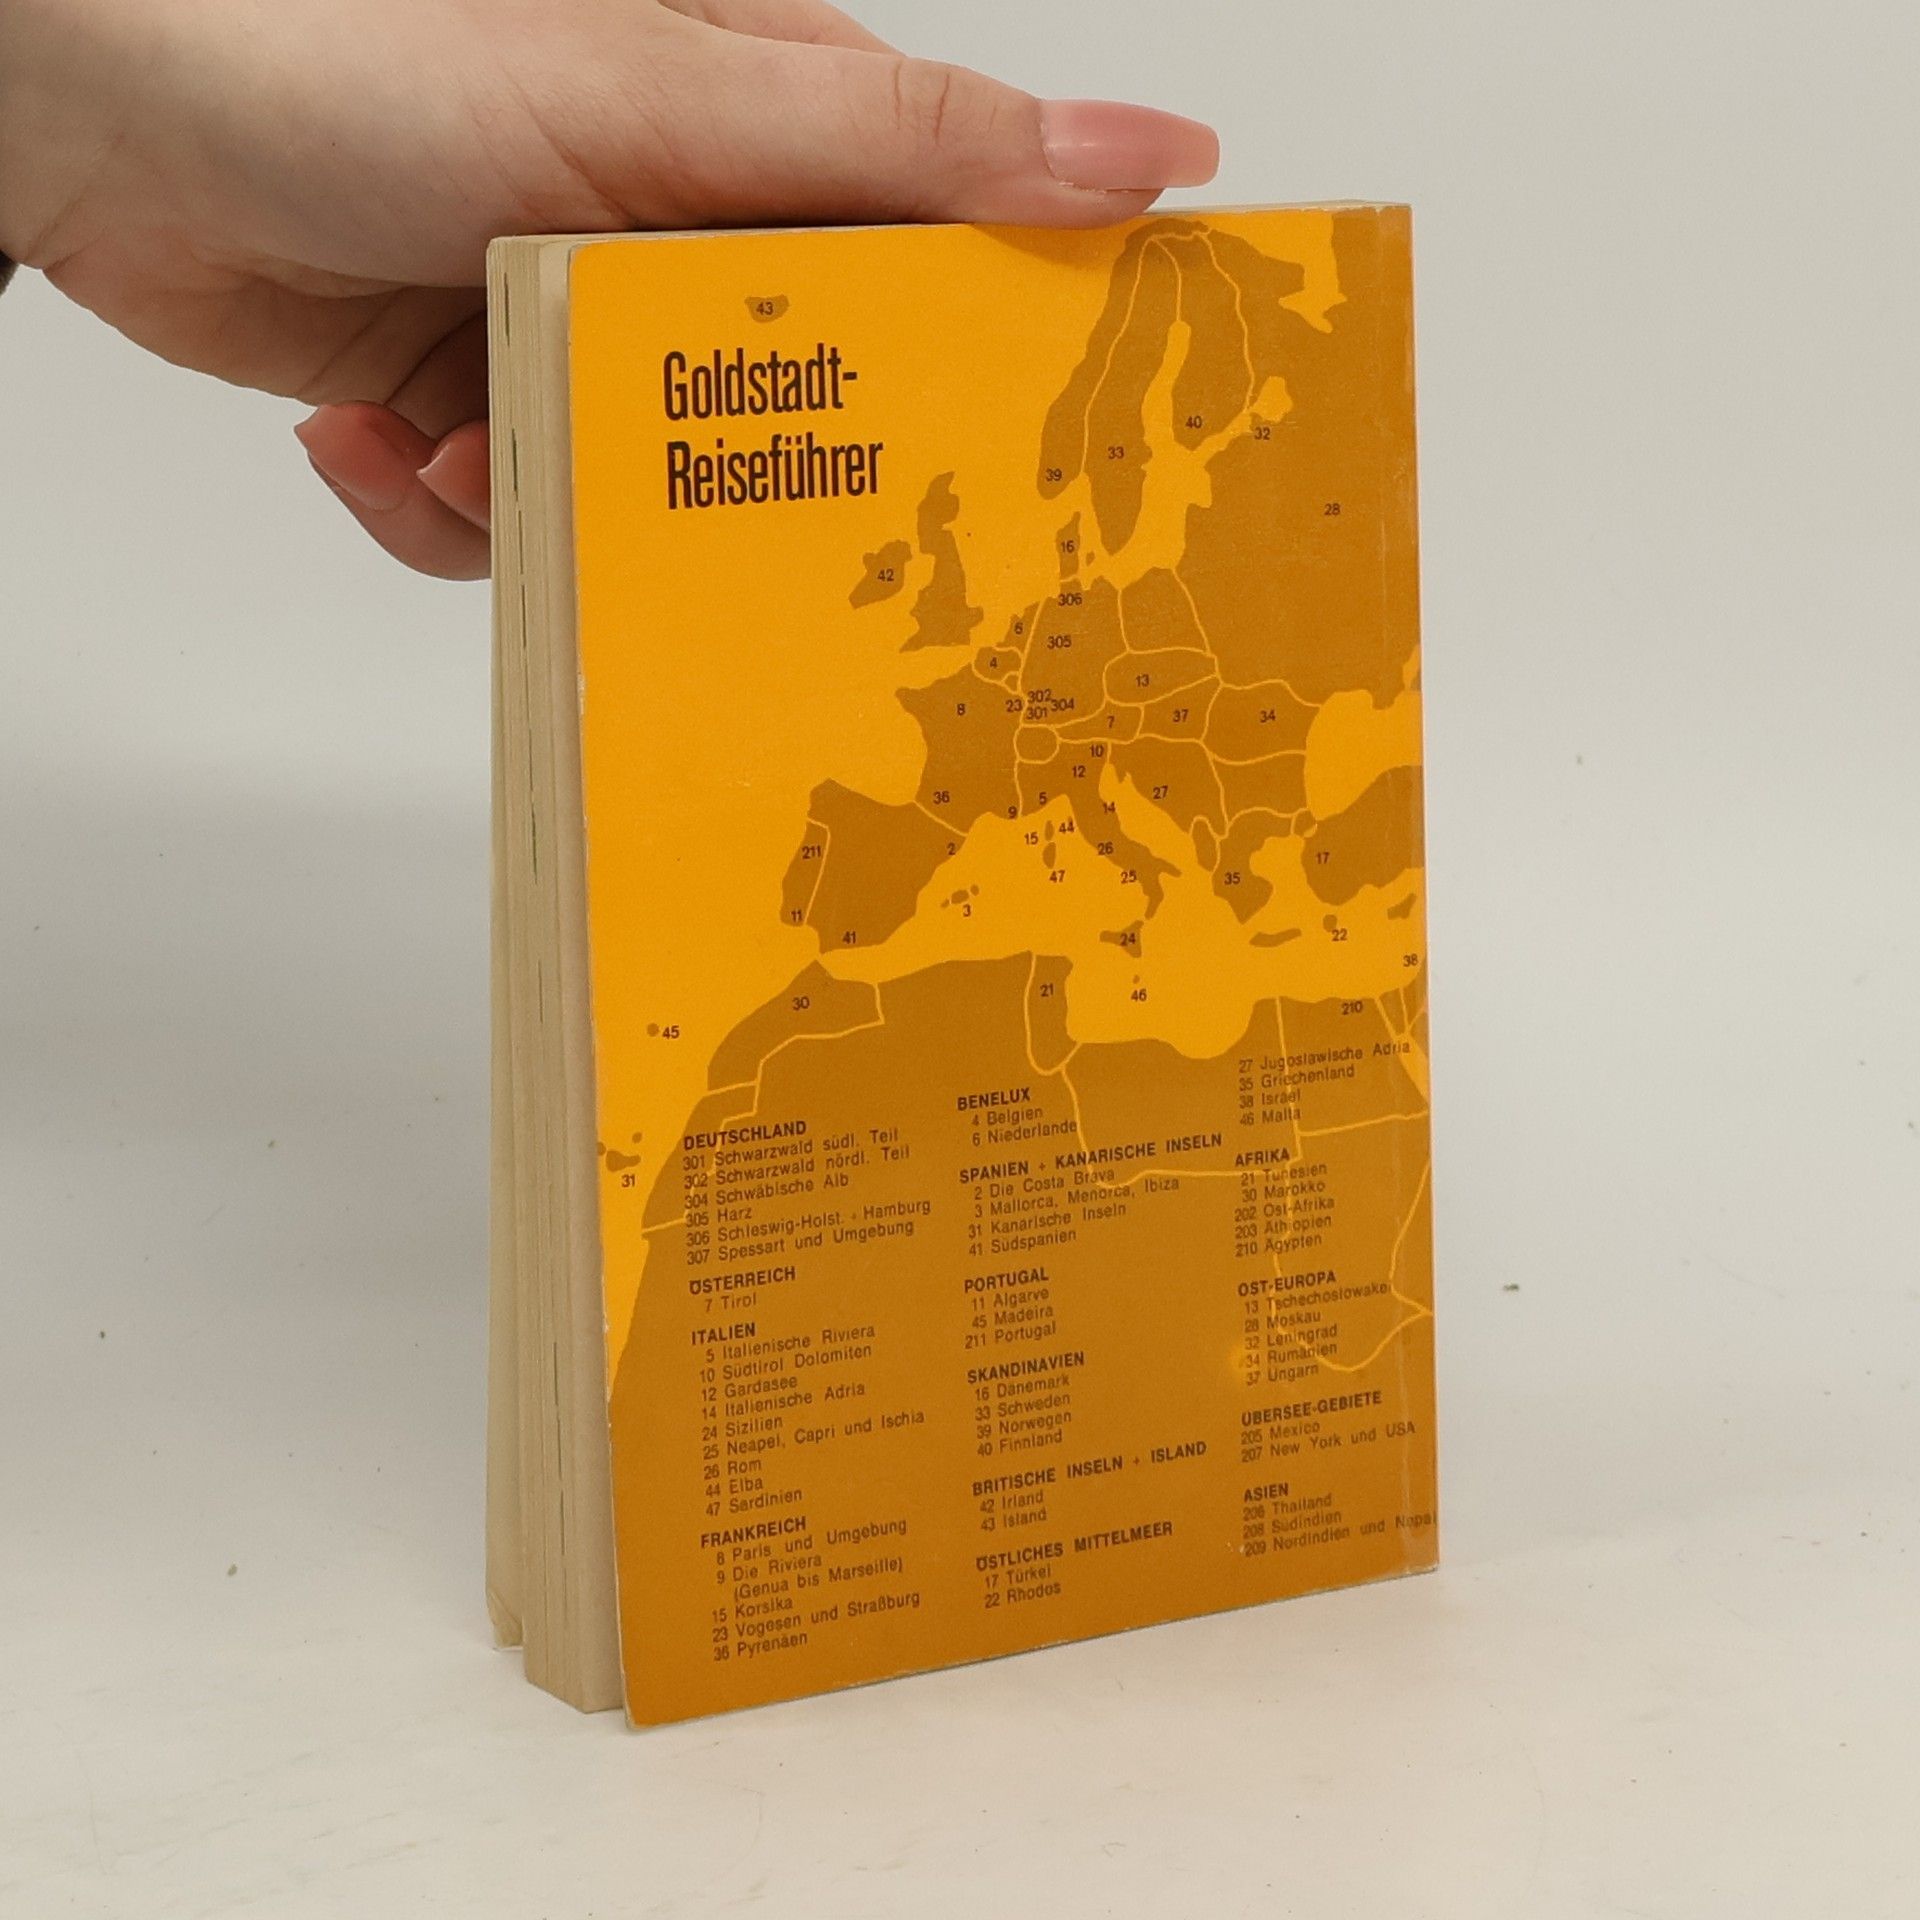 43
Goldstadt-
Reiseführer
40
32
33
39
28
16
42
306
6
305
4
13
302
23
301
304
8
7
37
34
10
12
36
5
27
9
14
15
44
211
2
26
17
47
25
35
3
11
41
24
22
38
46
21
30
210
45
31
DEUTSCHLAND
301 Schwarzwald südl. Teil
302 Schwarzwald nördl. Teil
304 Schwäbische Alb
305 Harz
306 Schleswig-Holst. + Hamburg
307 Spessart und Umgebung
ÖSTERREICH
7 Tirol
ITALIEN
5 Italienische Riviera
10 Südtirol Dolomiten
12 Gardasee
14 Italienische Adria
24 Sizilien
25 Neapel, Capri und Ischia
26 Rom
44 Elba
47 Sardinien
FRANKREICH
8 Paris und Umgebung
9 Die Riviera
(Genua bis Marseille)
15 Korsika
23 Vogesen und Straßburg
36 Pyrenäen
BENELUX
4 Belgien
6 Niederlande
SPANIEN + KANARISCHE INSELN
2 Die Costa Brava
3 Mallorca, Menorca, Ibiza
31 Kanarische Inseln
41 Südspanien
PORTUGAL
11 Algarve
45 Madeira
211 Portugal
SKANDINAVIEN
16 Dänemark
33 Schweden
39 Norwegen
40 Finnland
BRITISCHE INSELN + ISLAND
42 Irland
43 Island
ÖSTLICHES MITTELMEER
17 Türkei
22 Rhodos
27 Jugoslawische Adria
35 Griechenland
38 Israel
46 Malta
AFRIKA
21 Tunesien
30 Marokko
202 Ost-Afrika
203 Äthiopien
210 Ägypten
OST-EUROPA
13 Tschechoslowakei
28 Moskau
32 Leningrad
34 Rumänien
37 Ungarn
ÜBERSEE-GEBIETE
205 Mexico
207 New York und USA
ASIEN
206 Thailand
208 Südindien
209 Nordindien und Nepal